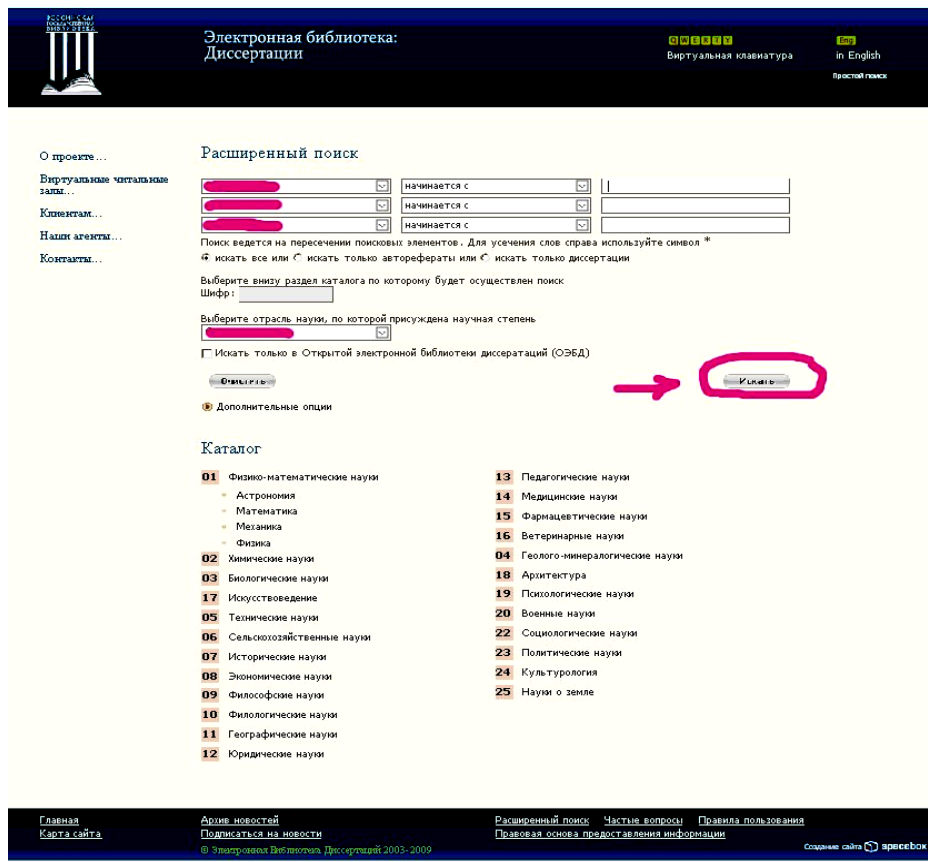 РОССИЙСКАЯ
ГОСУДАРСТВЕННАЯ
БИБЛИОТЕКА
Электронная библиотека:
Диссертации
QWERTY
Виртуальная клавиатура
Eng
in English
Простой поиск
О проекте...
Виртуальные читальные
залы...
Клиентам...
Наши агенты...
Контакты...
Расширенный поиск
начинается с
начинается с
начинается с
Поиск ведется на пересечении поисковых элементов. Для усечения слов справа используйте символ *
искать все или искать только авторефераты или искать только диссертации
Выберите внизу раздел каталога по которому будет осуществлен поиск
Шифр:
Выберите отрасль науки, по которой присуждена научная степень
Искать только в Открытой электронной библиотеки диссератаций (ОЭБД)
Очистить
Искать
Дополнительные опции
Каталог
01 Физико-математические науки
Астрономия
Математика
Механика
Физика
02 Химические науки
03 Биологические науки
17 Искусствоведение
05 Технические науки
06 Сельскохозяйственные науки
07 Исторические науки
08 Экономические науки
09 Философские науки
10 Филологические науки
11 Географические науки
12 Юридические науки
13 Педагогические науки
14 Медицинские науки
15 Фармацевтические науки
16 Ветеринарные науки
04 Геолого-минералогические науки
18 Архитектура
19 Психологические науки
20 Военные науки
22 Социологические науки
23 Политические науки
24 Культурология
25 Науки о земле
Главная
Карта сайта
Архив новостей
Подписаться на новости
© Электронная Библиотека Диссертаций 2003-2009
Расширенный поиск Частые вопросы Правила пользования
Правовая основа предоставления информации
Создание сайта spacebox